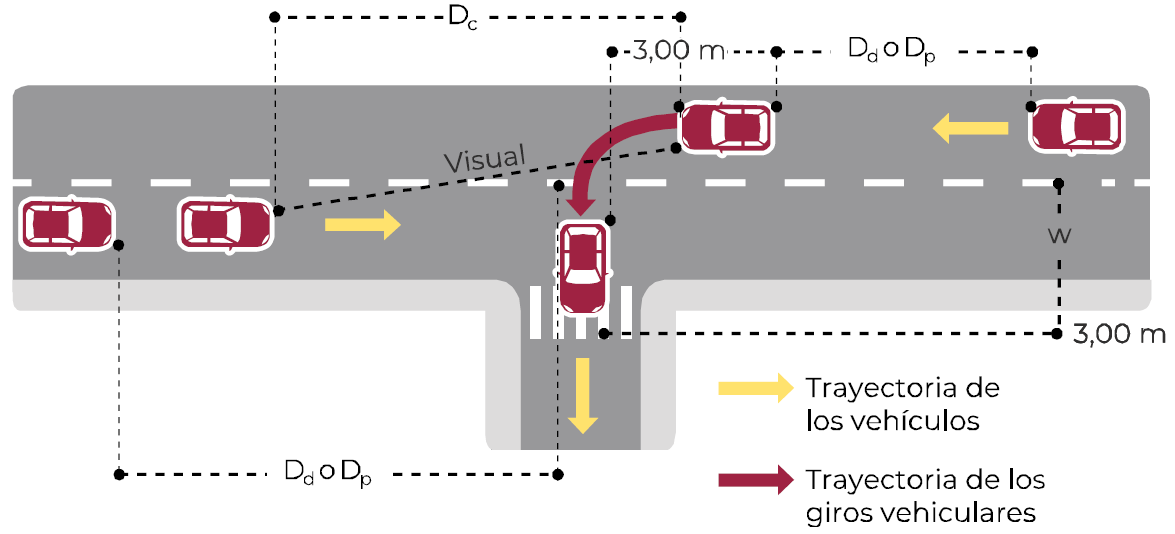 D_c
3,00 m
D_d o D_p
Visual
w
3,00 m
Trayectoria de
los vehículos
D_d o D_p
Trayectoria de los
giros vehiculares